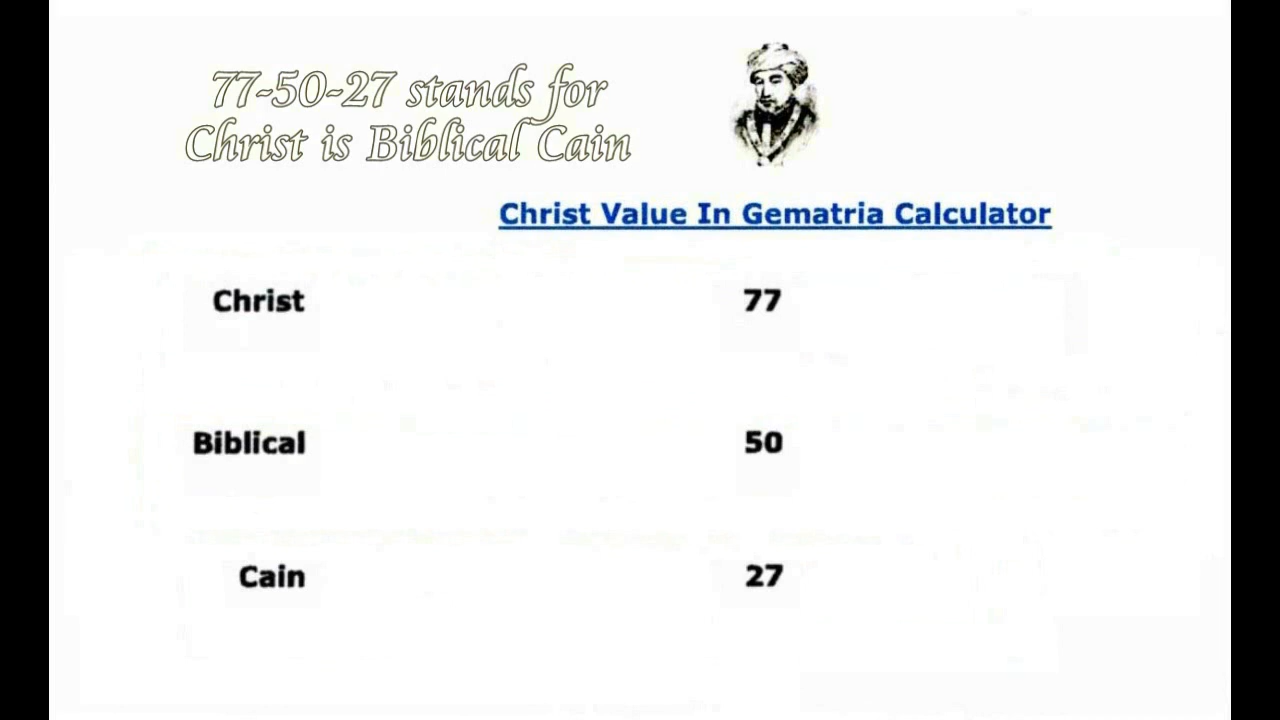 77-50-27 stands for
Christ is Biblical Cain
Christ Value In Gematria Calculator
Christ 77
Biblical 50
Cain 27